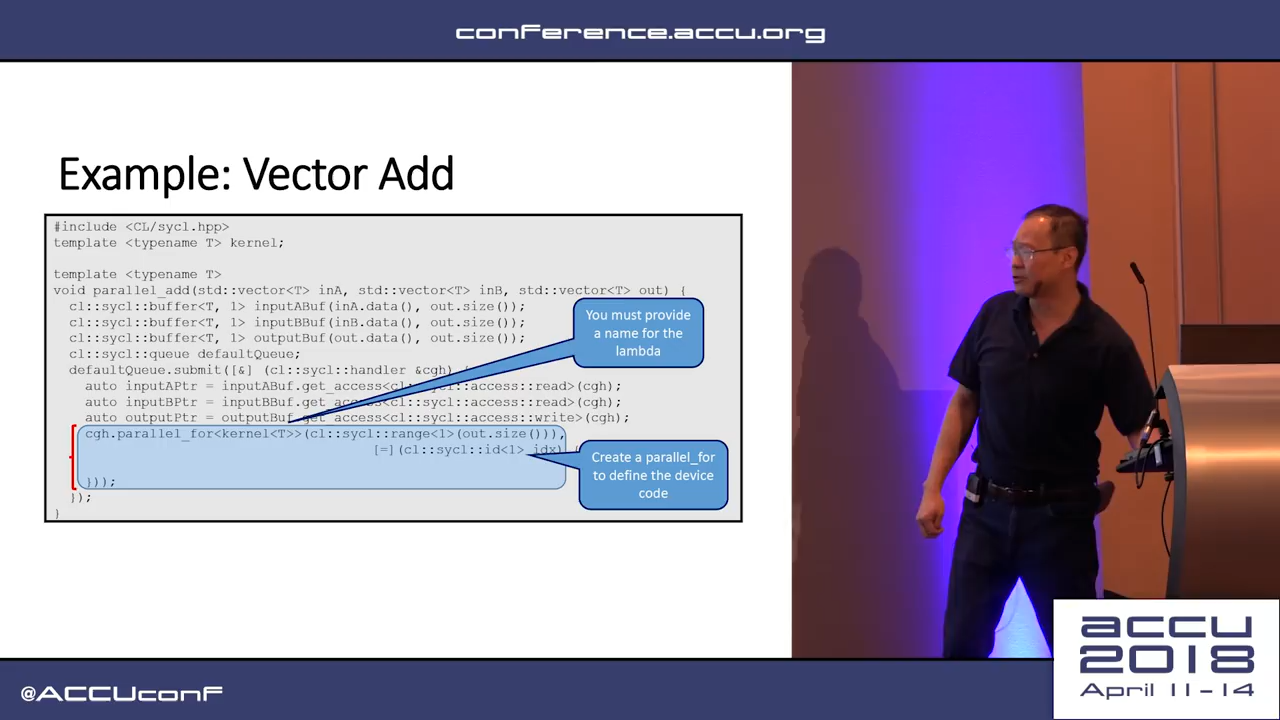 conference.accu.org
Example: Vector Add
#include <CL/sycl.hpp>
template <typename T> kernel;
template <typename T>
void parallel_add(std::vector<T> inA, std::vector<T> inB, std::vector<T> out) {
cl::sycl::buffer<T, 1> inputABuf(inA.data(), out.size());
cl::sycl::buffer<T, 1> inputBBuf(inB.data(), out.size());
cl::sycl::buffer<T, 1> outputBuf(out.data(), out.size());
cl::sycl::queue defaultQueue;
defaultQueue.submit([&] (cl::sycl::handler &cgh) {
auto inputAPtr = inputABuf.get_access<cl::sycl::access::read>(cgh);
auto inputBPtr = inputBBuf.get_access<cl::sycl::access::read>(cgh);
auto outputPtr = outputBuf.get_access<cl::sycl::access::write>(cgh);
cgh.parallel_for<kernel<T>>(cl::sycl::range<1>(out.size())),
[=](cl::sycl::id<1> idx) {
}));
});
}
You must provide
a name for the
lambda
Create a parallel_for
to define the device
code
@ACCUconf
accu
2018
April 11-14